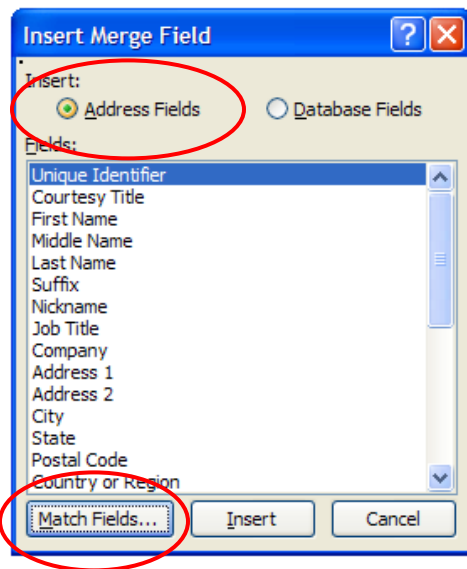 Insert Merge Field
Insert:
Address Fields Database Fields
Fields:
Unique Identifier
Courtesy Title
First Name
Middle Name
Last Name
Suffix
Nickname
Job Title
Company
Address 1
Address 2
City
State
Postal Code
Country or Region
Match Fields... Insert Cancel